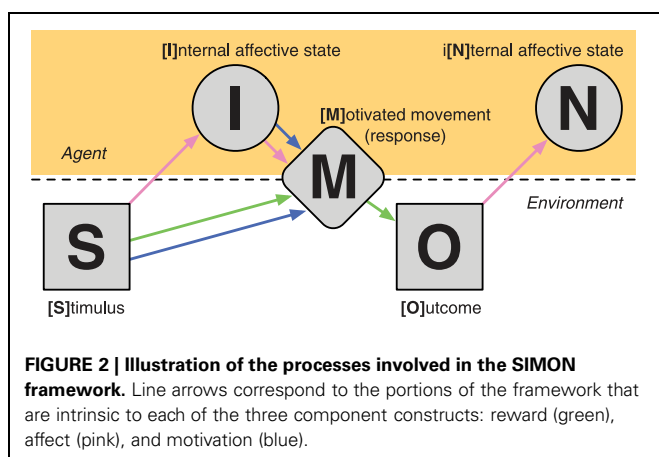 [I]nternal affective state
i[N]ternal affective state
I
N
[M]otivated movement
(response)
Agent
M
Environment
S
O
[S]timulus
[O]utcome
FIGURE 2 | Illustration of the processes involved in the SIMON
framework. Line arrows correspond to the portions of the framework that
are intrinsic to each of the three component constructs: reward (green),
affect (pink), and motivation (blue).